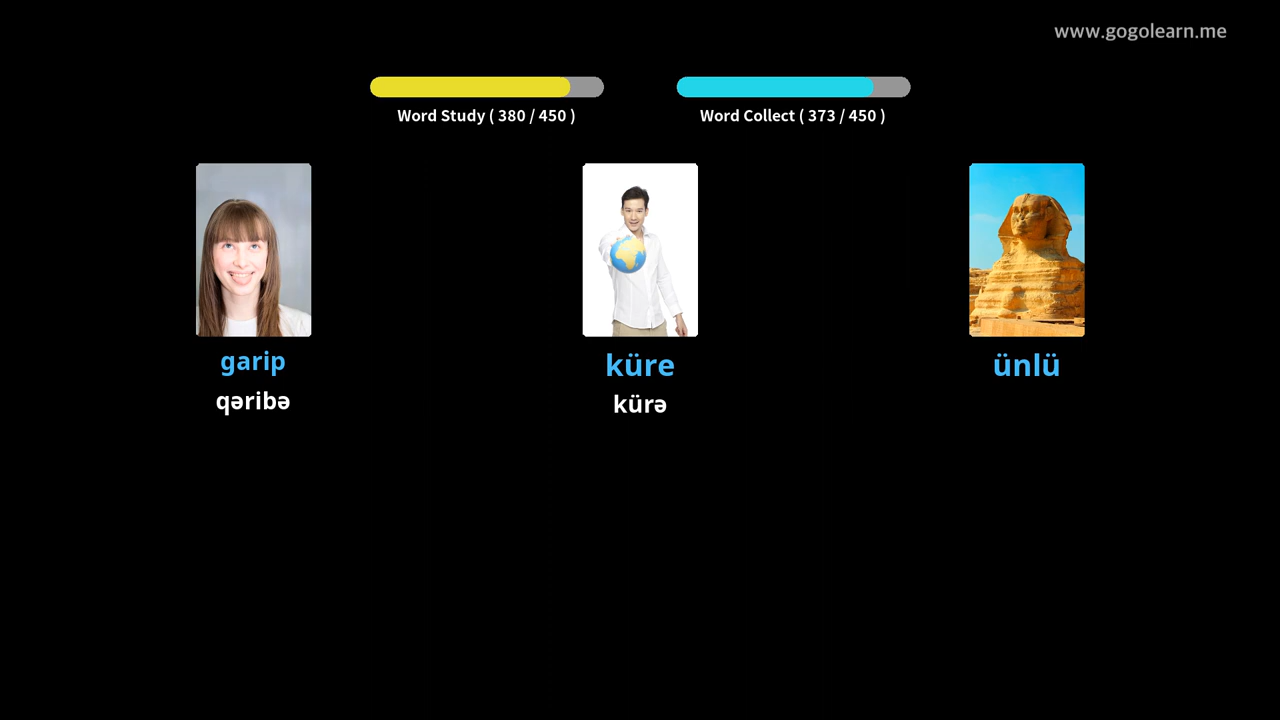 www.gogolearn.me
Word Study ( 380 / 450 )
Word Collect ( 373 / 450 )
garip
qəribə
küre
kürə
ünlü